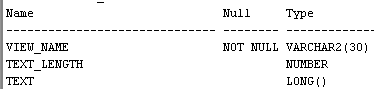 Name Null Type
------------------------------ -------- -------------
VIEW_NAME NOT NULL VARCHAR2(30)
TEXT_LENGTH NUMBER
TEXT LONG()